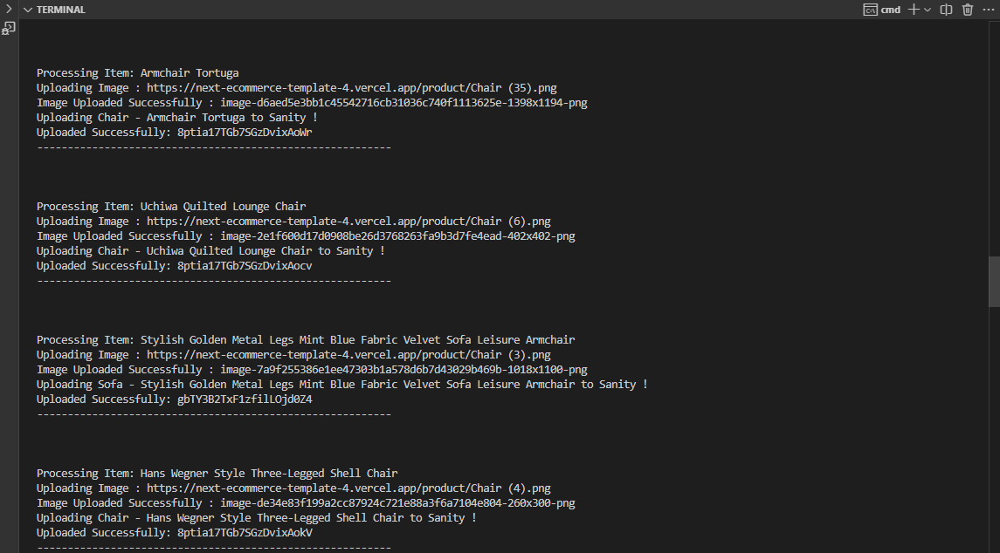 TERMINAL
cmd
Processing Item: Armchair Tortuga
Uploading Image : https://next-ecommerce-template-4.vercel.app/product/Chair (35).png
Image Uploaded Successfully : image-d6aed5e3bb1c45542716cb31036c740f1113625e-1398x1194-png
Uploading Chair - Armchair Tortuga to Sanity !
Uploaded Successfully: 8ptia17TGb7SGzDvixAoWr
----------------------------------------------------------
Processing Item: Uchiwa Quilted Lounge Chair
Uploading Image : https://next-ecommerce-template-4.vercel.app/product/Chair (6).png
Image Uploaded Successfully : image-2e1f600d17d0908be26d3768263fa9b3d7fe4ead-402x402-png
Uploading Chair - Uchiwa Quilted Lounge Chair to Sanity !
Uploaded Successfully: 8ptia17TGb7SGzDvixAocv
----------------------------------------------------------
Processing Item: Stylish Golden Metal Legs Mint Blue Fabric Velvet Sofa Leisure Armchair
Uploading Image : https://next-ecommerce-template-4.vercel.app/product/Chair (3).png
Image Uploaded Successfully : image-7a9f255386e1ee47303b1a578d6b7d43029b469b-1018x1100-png
Uploading Sofa - Stylish Golden Metal Legs Mint Blue Fabric Velvet Sofa Leisure Armchair to Sanity !
Uploaded Successfully: gbTY3B2TxF1zfilLOjd0Z4
----------------------------------------------------------
Processing Item: Hans Wegner Style Three-Legged Shell Chair
Uploading Image : https://next-ecommerce-template-4.vercel.app/product/Chair (4).png
Image Uploaded Successfully : image-de34e83f199a2cc87924c721e88a3f6a7104e804-260x300-png
Uploading Chair - Hans Wegner Style Three-Legged Shell Chair to Sanity !
Uploaded Successfully: 8ptia17TGb7SGzDvixAokV
----------------------------------------------------------